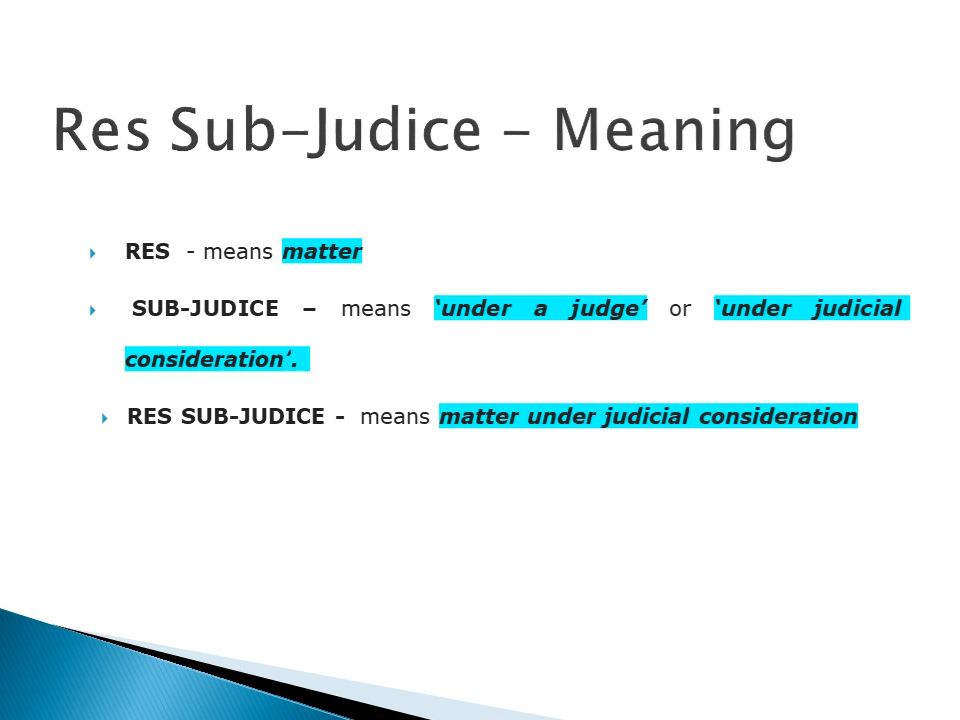 Res Sub-Judice - Meaning
RES - means matter
SUB-JUDICE – means ‘under a judge’ or ‘under judicial
consideration’.
RES SUB-JUDICE - means matter under judicial consideration